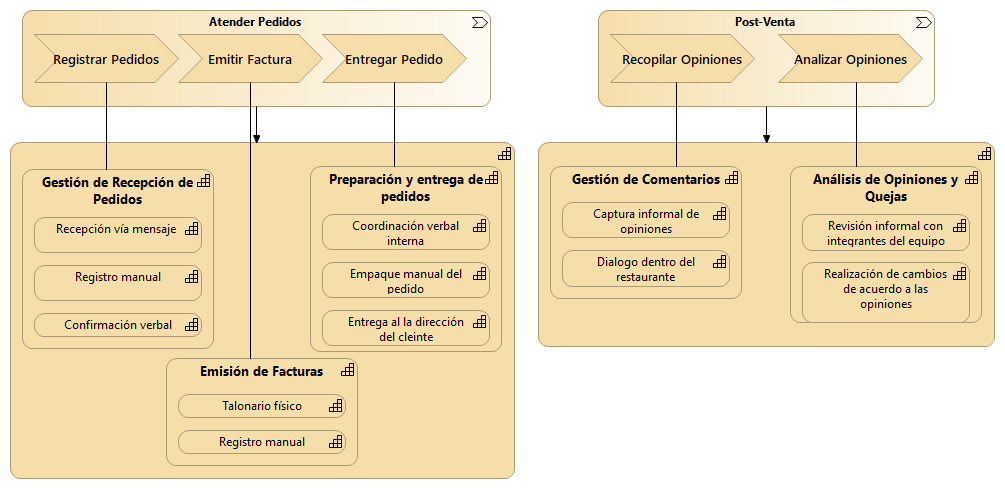 Atender Pedidos
Registrar Pedidos
Emitir Factura
Entregar Pedido
Gestión de Recepción de
Pedidos
Recepción vía mensaje
Registro manual
Confirmación verbal
Preparación y entrega de
pedidos
Coordinación verbal
interna
Empaque manual del
pedido
Entrega al la dirección
del cleinte
Emisión de Facturas
Talonario físico
Registro manual
Post-Venta
Recopilar Opiniones
Analizar Opiniones
Gestión de Comentarios
Captura informal de
opiniones
Dialogo dentro del
restaurante
Análisis de Opiniones y
Quejas
Revisión informal con
integrantes del equipo
Realización de cambios
de acuerdo a las
opiniones